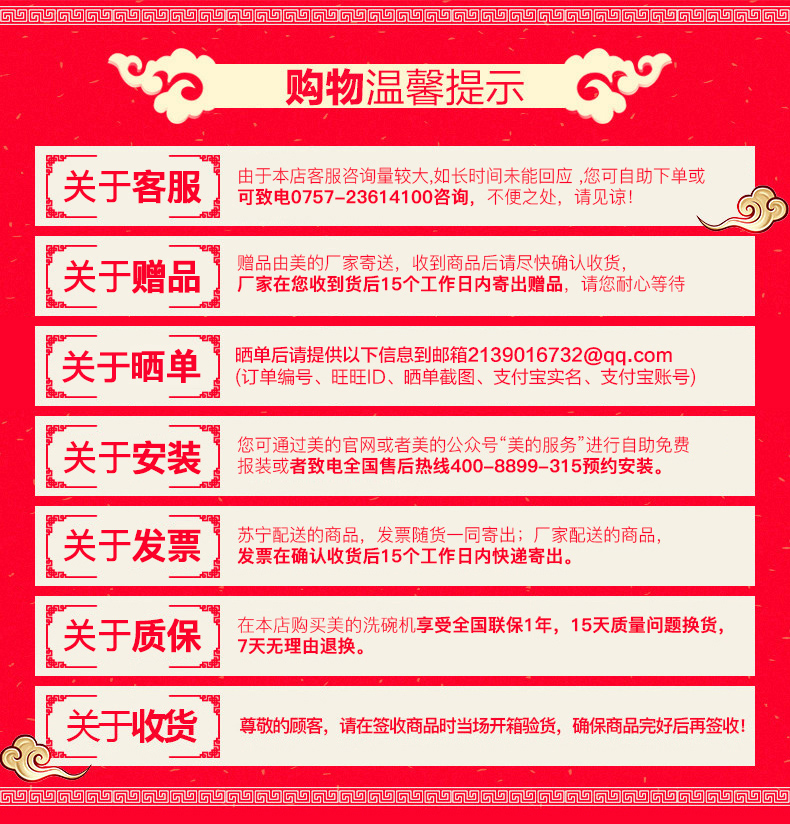 购物温馨提示
关于客服
由于本店客服咨询量较大,如长时间未能回应 ,您可自助下单或
可致电0757-23614100咨询，不便之处，请见谅！
关于赠品
赠品由美的厂家寄送，收到商品后请尽快确认收货，
厂家在您收到货后15个工作日内寄出赠品，请您耐心等待
关于晒单
晒单后请提供以下信息到邮箱2139016732@qq.com
(订单编号、旺旺ID、晒单截图、支付宝实名、支付宝账号)
关于安装
您可通过美的官网或者美的公众号“美的服务”进行自助免费
报装或者致电全国售后热线400-8899-315预约安装。
关于发票
苏宁配送的商品，发票随货一同寄出；厂家配送的商品，
发票在确认收货后15个工作日内快递寄出。
关于质保
在本店购买美的洗碗机享受全国联保1年，15天质量问题换货，
7天无理由退换。
关于收货
尊敬的顾客，请在签收商品时当场开箱验货，确保商品完好后再签收！